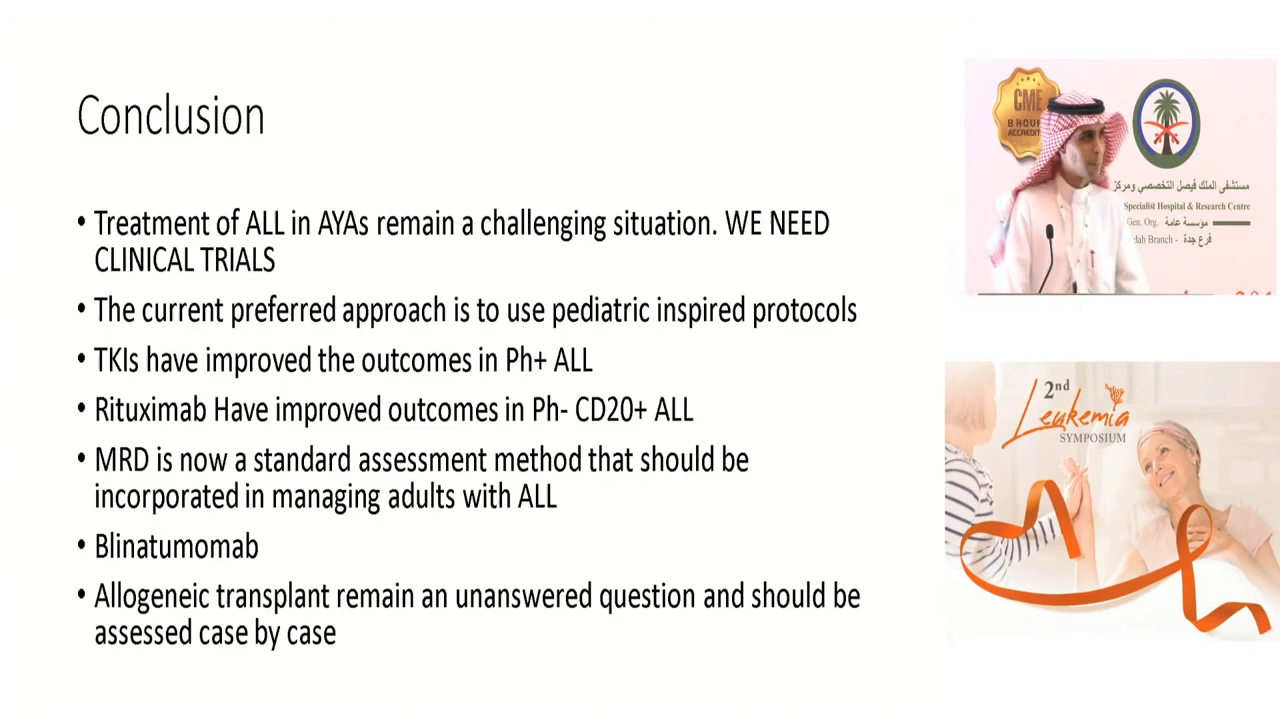 Conclusion
• Treatment of ALL in AYAs remain a challenging situation. WE NEED
CLINICAL TRIALS
• The current preferred approach is to use pediatric inspired protocols
• TKIs have improved the outcomes in Ph+ ALL
• Rituximab Have improved outcomes in Ph- CD20+ ALL
• MRD is now a standard assessment method that should be
incorporated in managing adults with ALL
• Blinatumomab
• Allogeneic transplant remain an unanswered question and should be
assessed case by case
CME
8 HOUR
ACCREDIT
مستشفى الملك فيصل التخصصي ومركز
Specialist Hospital & Research Centre
Gen. Org. مؤسسة عامة
dah Branch - فرع جدة
2nd
Leukemia
SYMPOSIUM